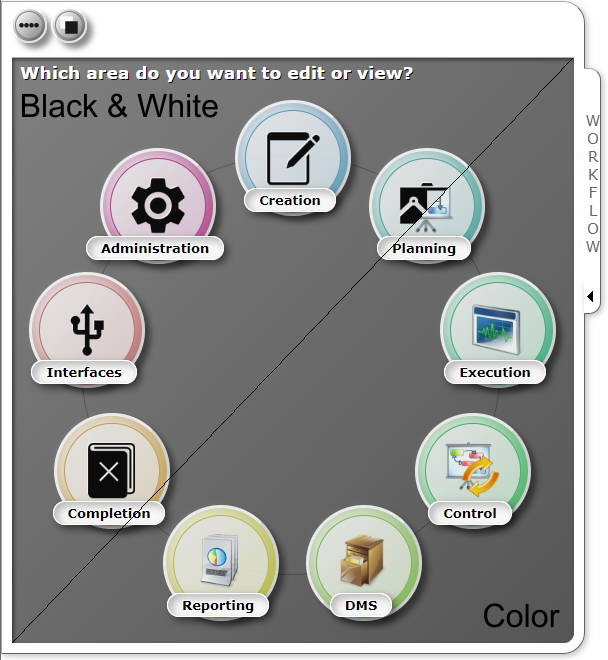 Which area do you want to edit or view?
Black & White
Creation
Administration
Planning
Interfaces
Execution
Completion
Control
Reporting
DMS
Color
WORKFLOW